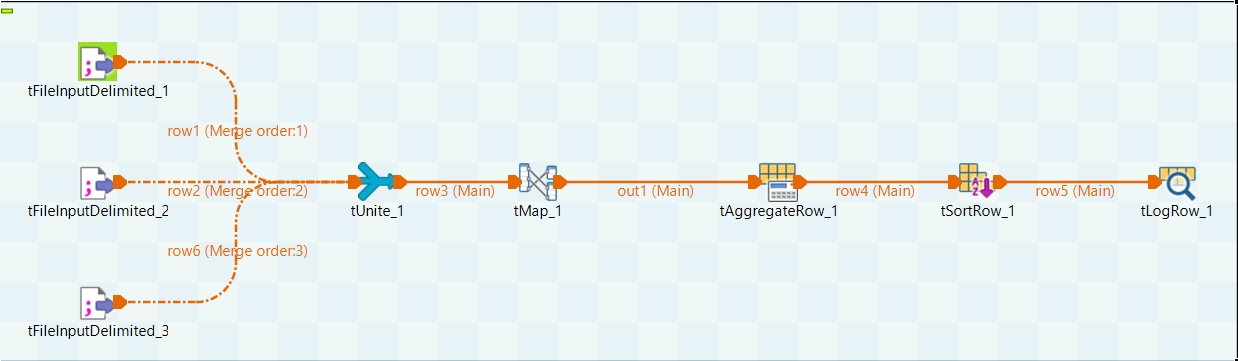 tFileInputDelimited_1
row1 (Merge order:1)
tFileInputDelimited_2
row2 (Merge order:2)
tUnite_1
row3 (Main)
tMap_1
out1 (Main)
tAggregateRow_1
row4 (Main)
tSortRow_1
row5 (Main)
tLogRow_1
row6 (Merge order:3)
tFileInputDelimited_3